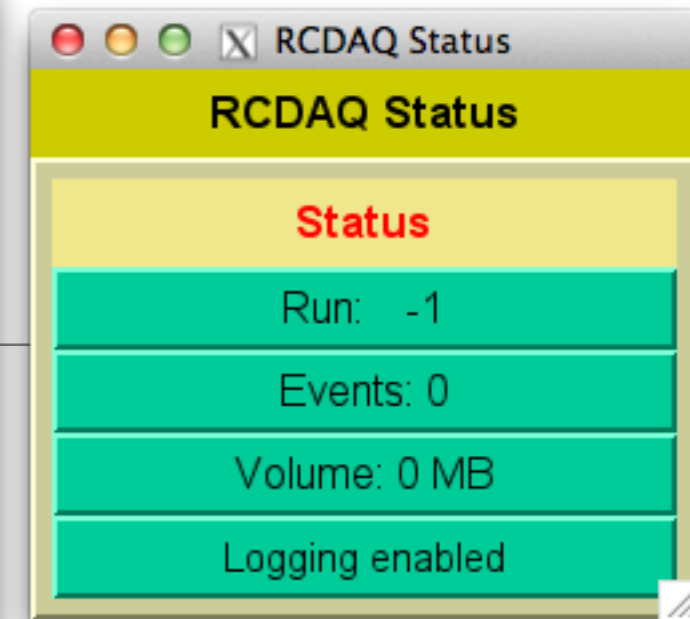 RCDAQ Status
RCDAQ Status
Status
Run: -1
Events: 0
Volume: 0 MB
Logging enabled